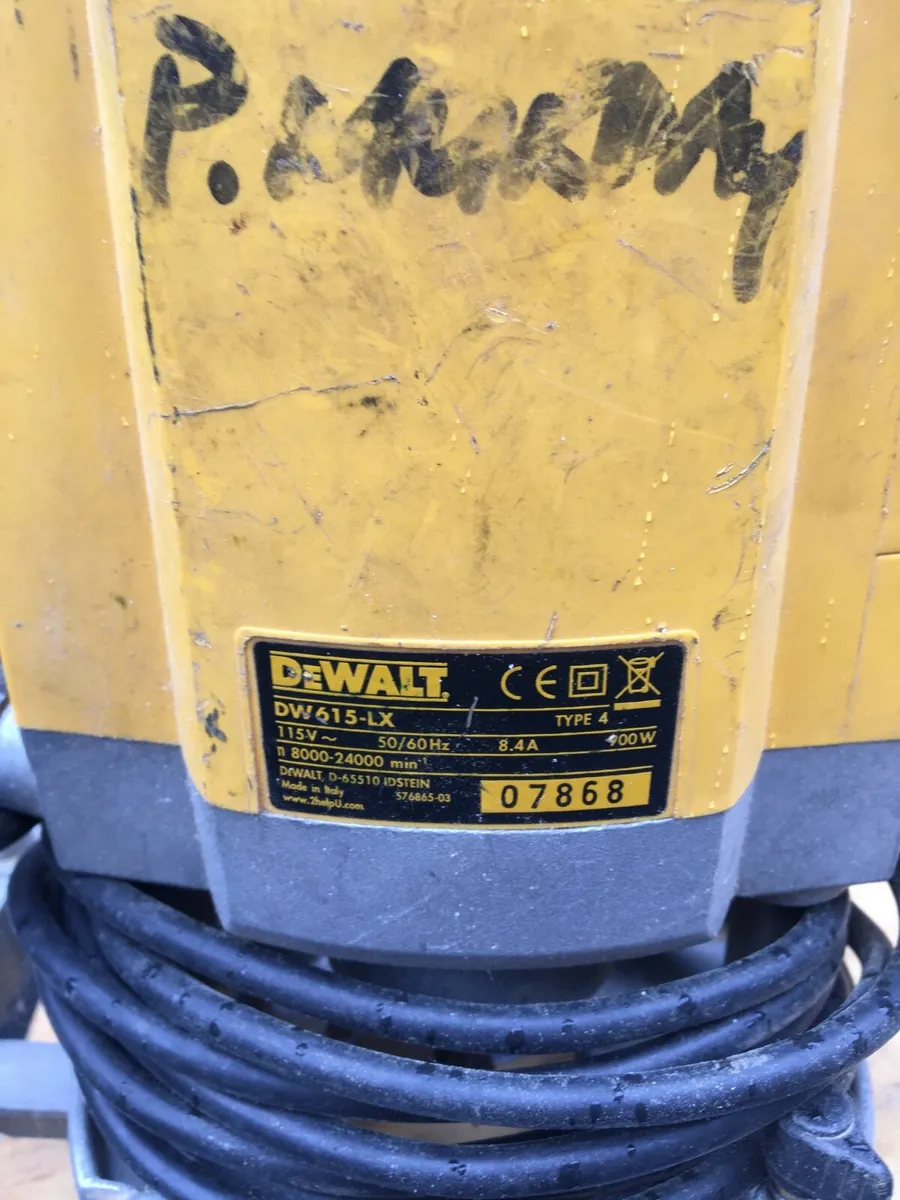 P.
DEWALT
CE
DW615-LX TYPE 4
115V ~ 50/60Hz 8.4A 900W
n 8000-24000 min⁻¹
DEWALT, D-65510 IDSTEIN
Made in Italy 576865-03
www.2helpU.com
07868